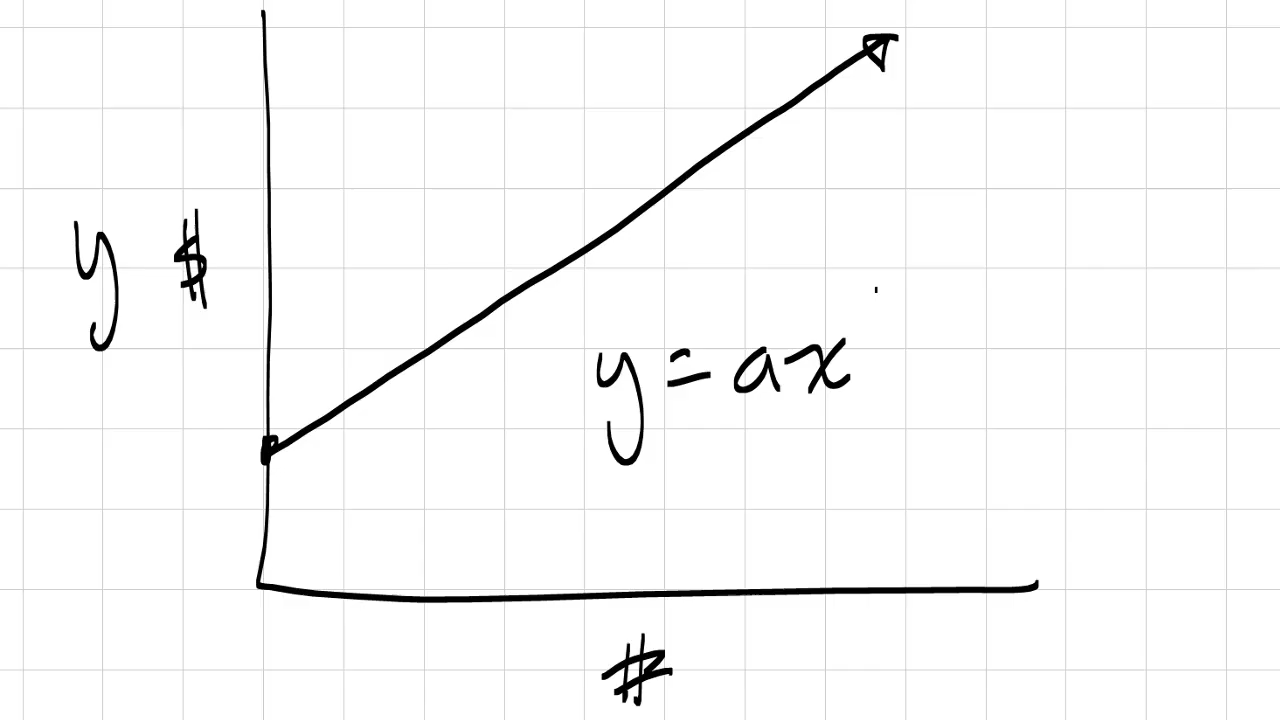 y $
y = ax
#